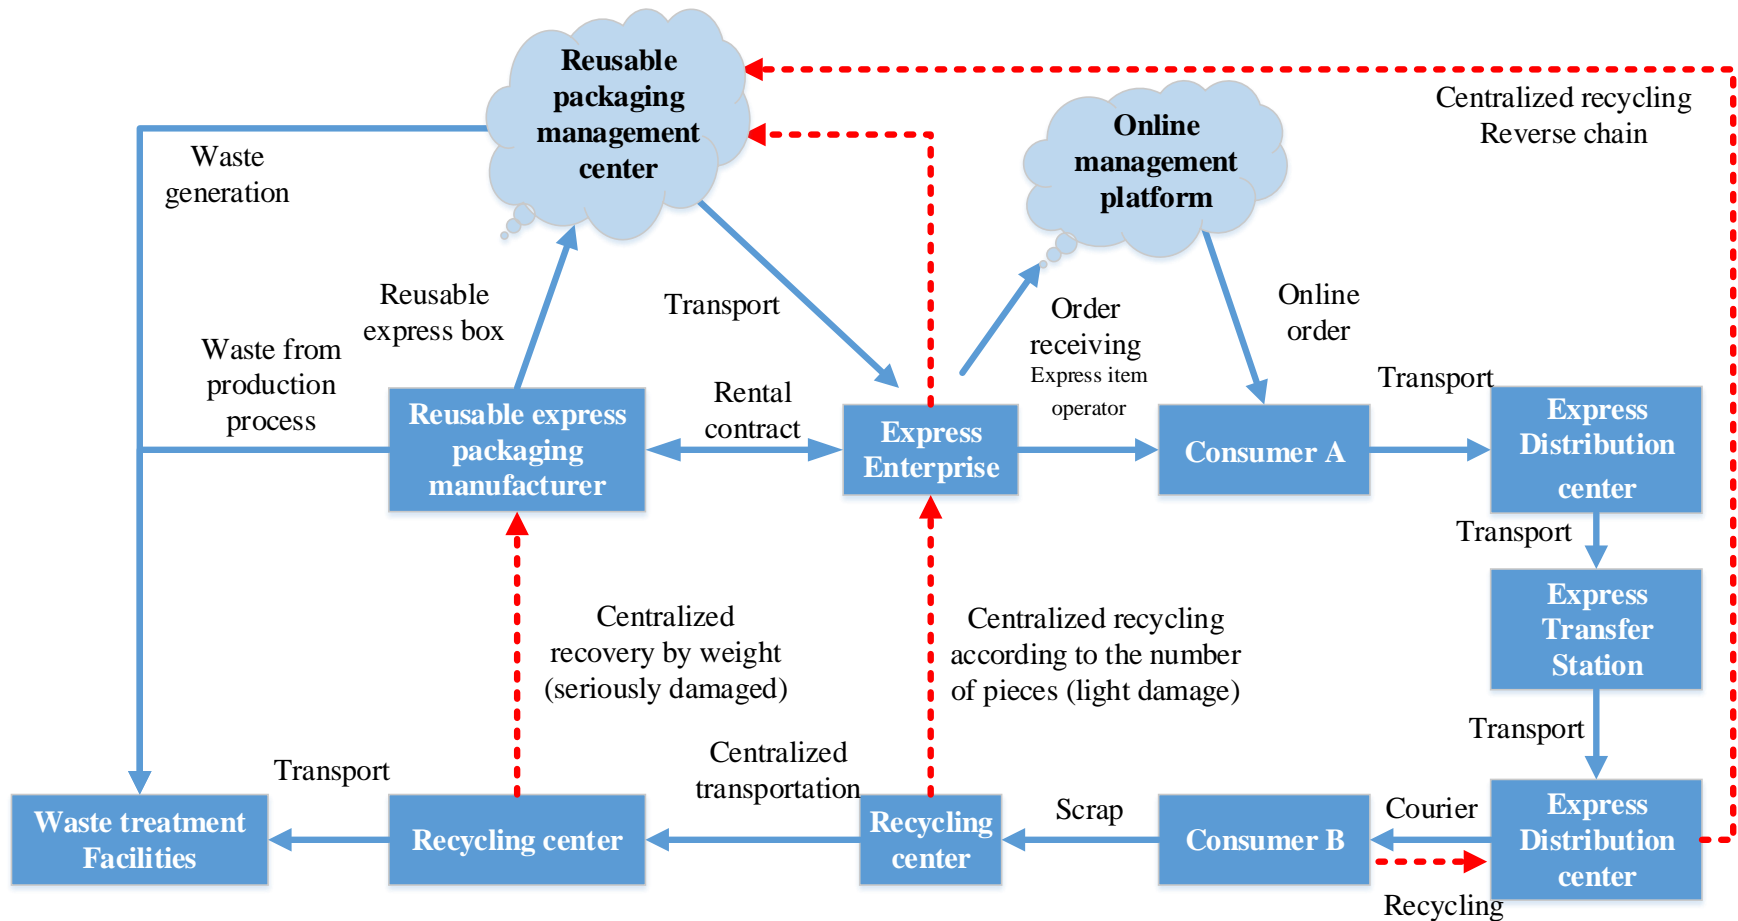 Reusable
packaging
management
center
Centralized recycling
Reverse chain
Online
management
platform
Waste
generation
Reusable
express box
Transport
Order
receiving
Express item
operator
Online
order
Waste from
production
process
Transport
Reusable express
packaging
manufacturer
Rental
contract
Express
Enterprise
Consumer A
Express
Distribution
center
Transport
Express
Transfer
Station
Centralized
recovery by weight
(seriously damaged)
Centralized recycling
according to the number
of pieces (light damage)
Transport
Transport
Centralized
transportation
Scrap
Courier
Waste treatment
Facilities
Recycling center
Recycling
center
Consumer B
Express
Distribution
center
Recycling